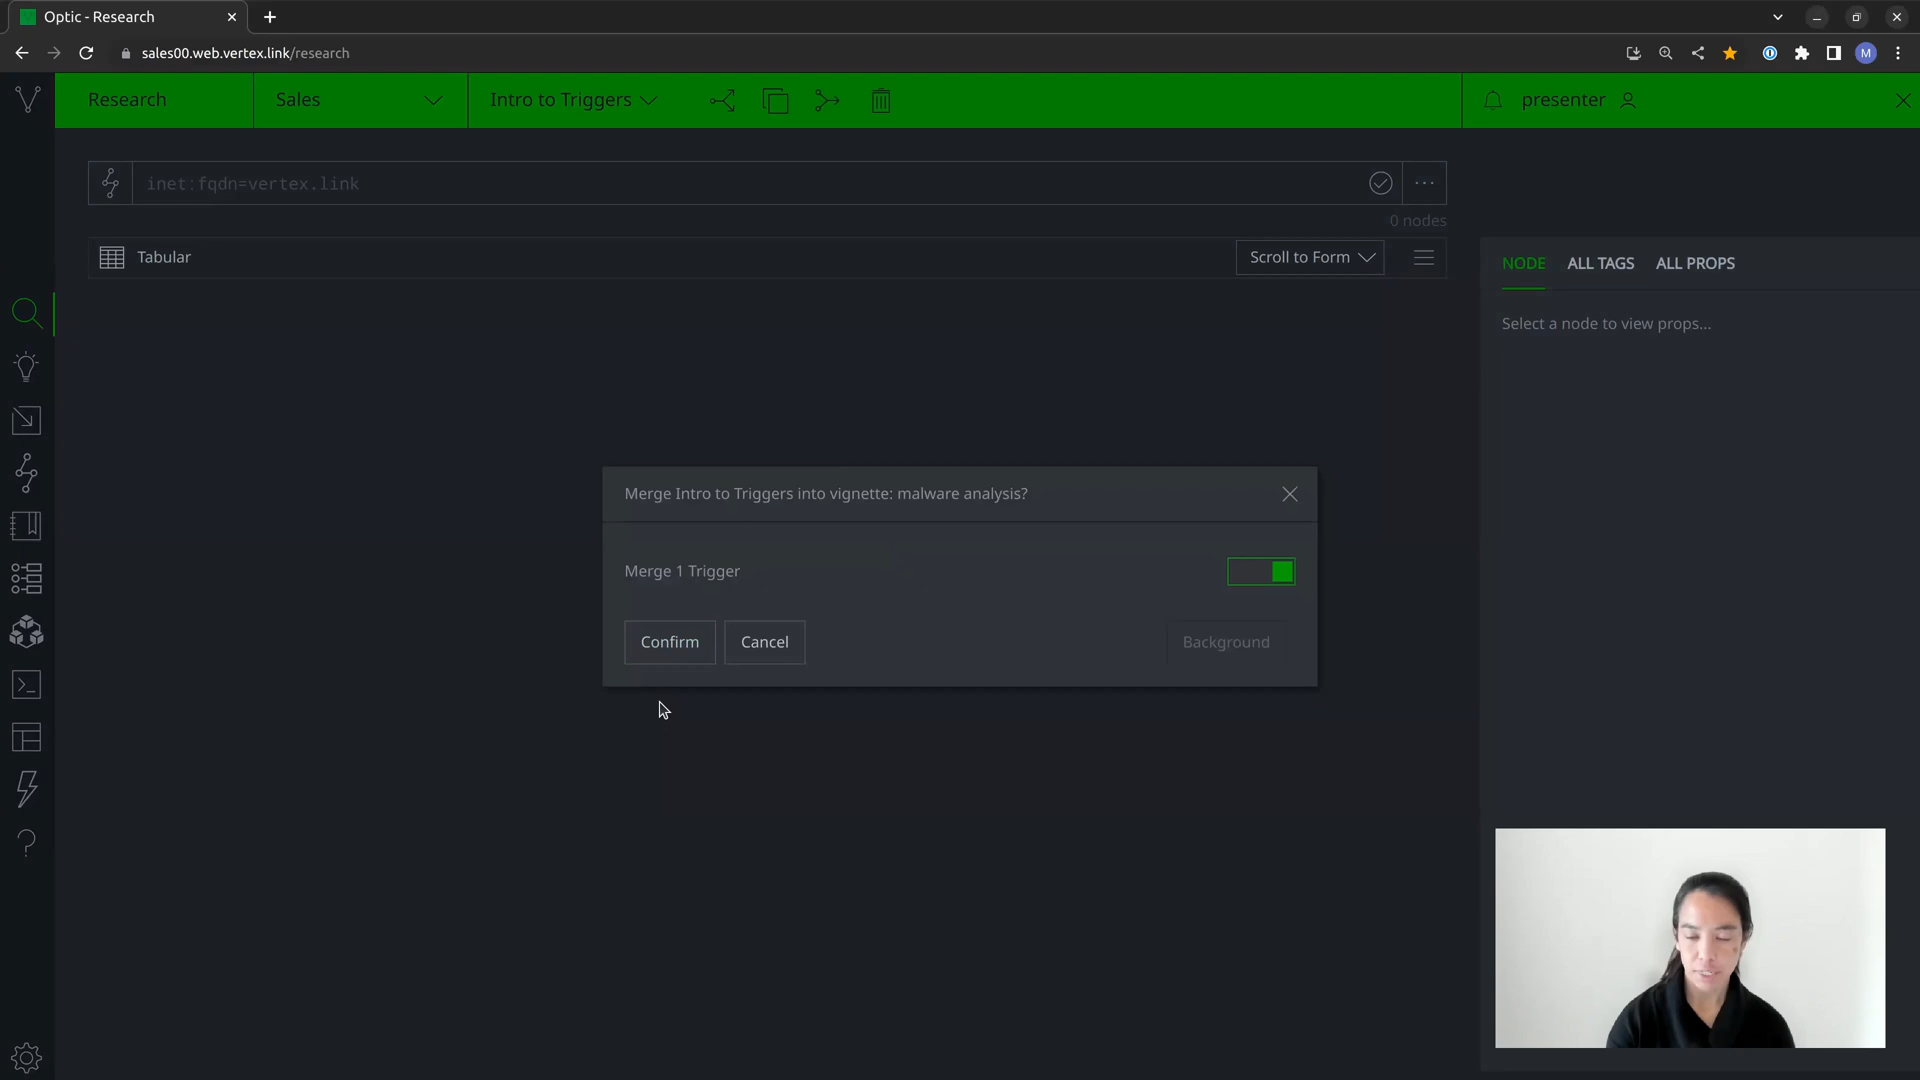 Optic - Research
sales00.web.vertex.link/research
M
Research
Sales
Intro to Triggers
presenter
inet:fqdn=vertex.link
0 nodes
Tabular
Scroll to Form
NODE
ALL TAGS
ALL PROPS
Select a node to view props...
Merge Intro to Triggers into vignette: malware analysis?
Merge 1 Trigger
Confirm
Cancel
Background